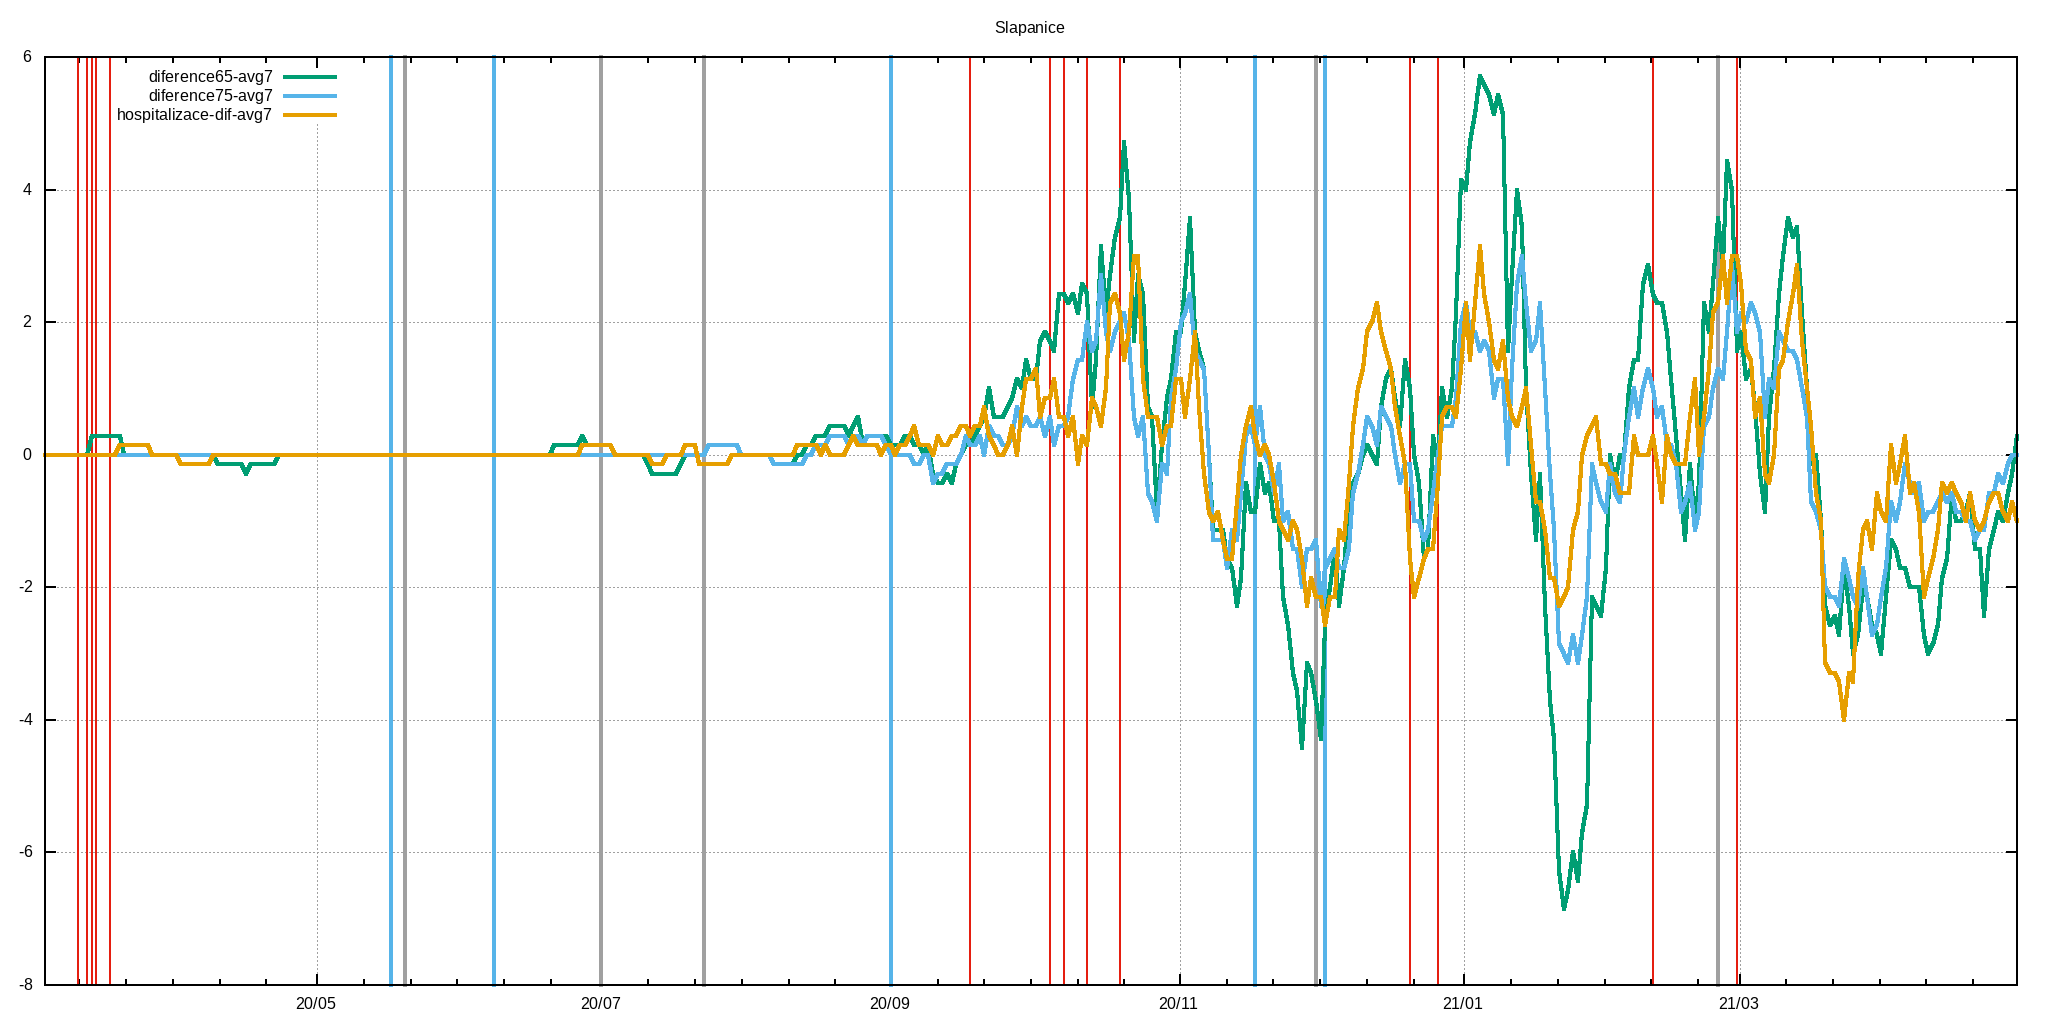 Slapanice
6
diference65-avg7
diference75-avg7
hospitalizace-dif-avg7
4
2
0
-2
-4
-6
-8
20/05 20/07 20/09 20/11 21/01 21/03